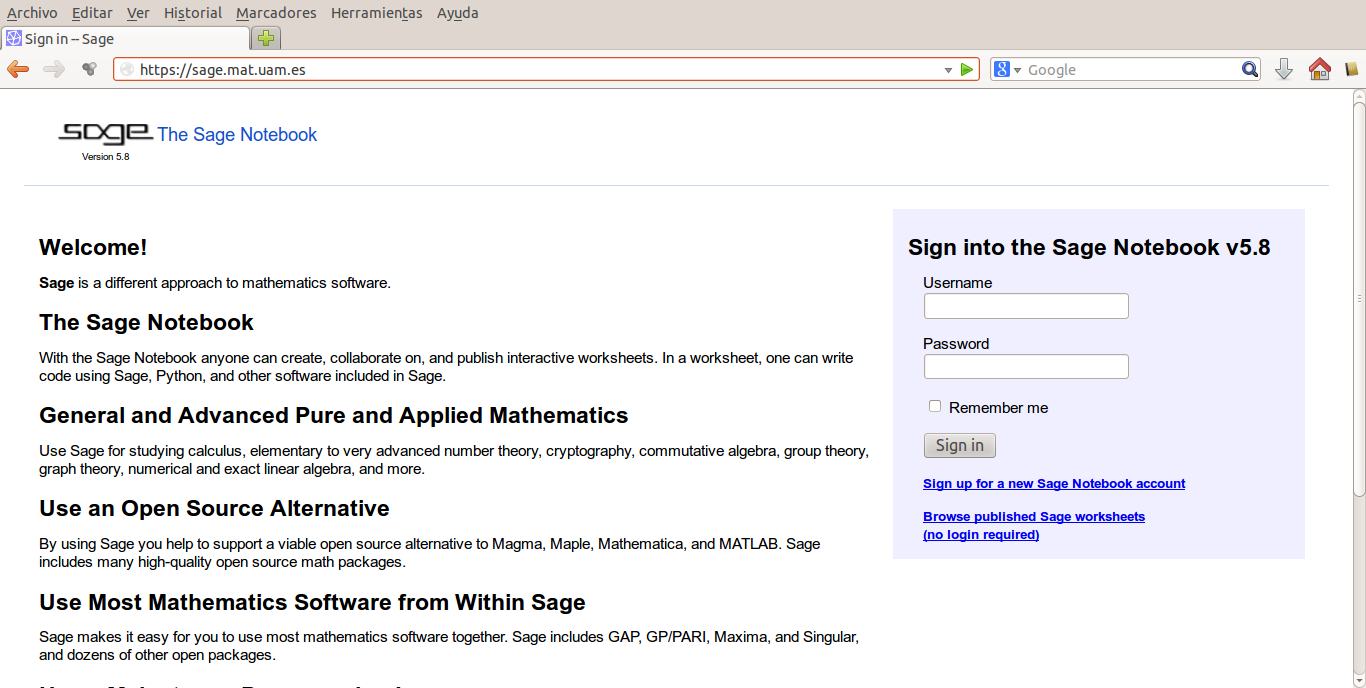 Archivo Editar Ver Historial Marcadores Herramientas Ayuda
Sign in -- Sage
https://sage.mat.uam.es
8 Google
sage The Sage Notebook
Version 5.8
Welcome!
Sage is a different approach to mathematics software.
The Sage Notebook
With the Sage Notebook anyone can create, collaborate on, and publish interactive worksheets. In a worksheet, one can write
code using Sage, Python, and other software included in Sage.
General and Advanced Pure and Applied Mathematics
Use Sage for studying calculus, elementary to very advanced number theory, cryptography, commutative algebra, group theory,
graph theory, numerical and exact linear algebra, and more.
Use an Open Source Alternative
By using Sage you help to support a viable open source alternative to Magma, Maple, Mathematica, and MATLAB. Sage
includes many high-quality open source math packages.
Use Most Mathematics Software from Within Sage
Sage makes it easy for you to use most mathematics software together. Sage includes GAP, GP/PARI, Maxima, and Singular,
and dozens of other open packages.
Sign into the Sage Notebook v5.8
Username
Password
Remember me
Sign in
Sign up for a new Sage Notebook account
Browse published Sage worksheets
(no login required)